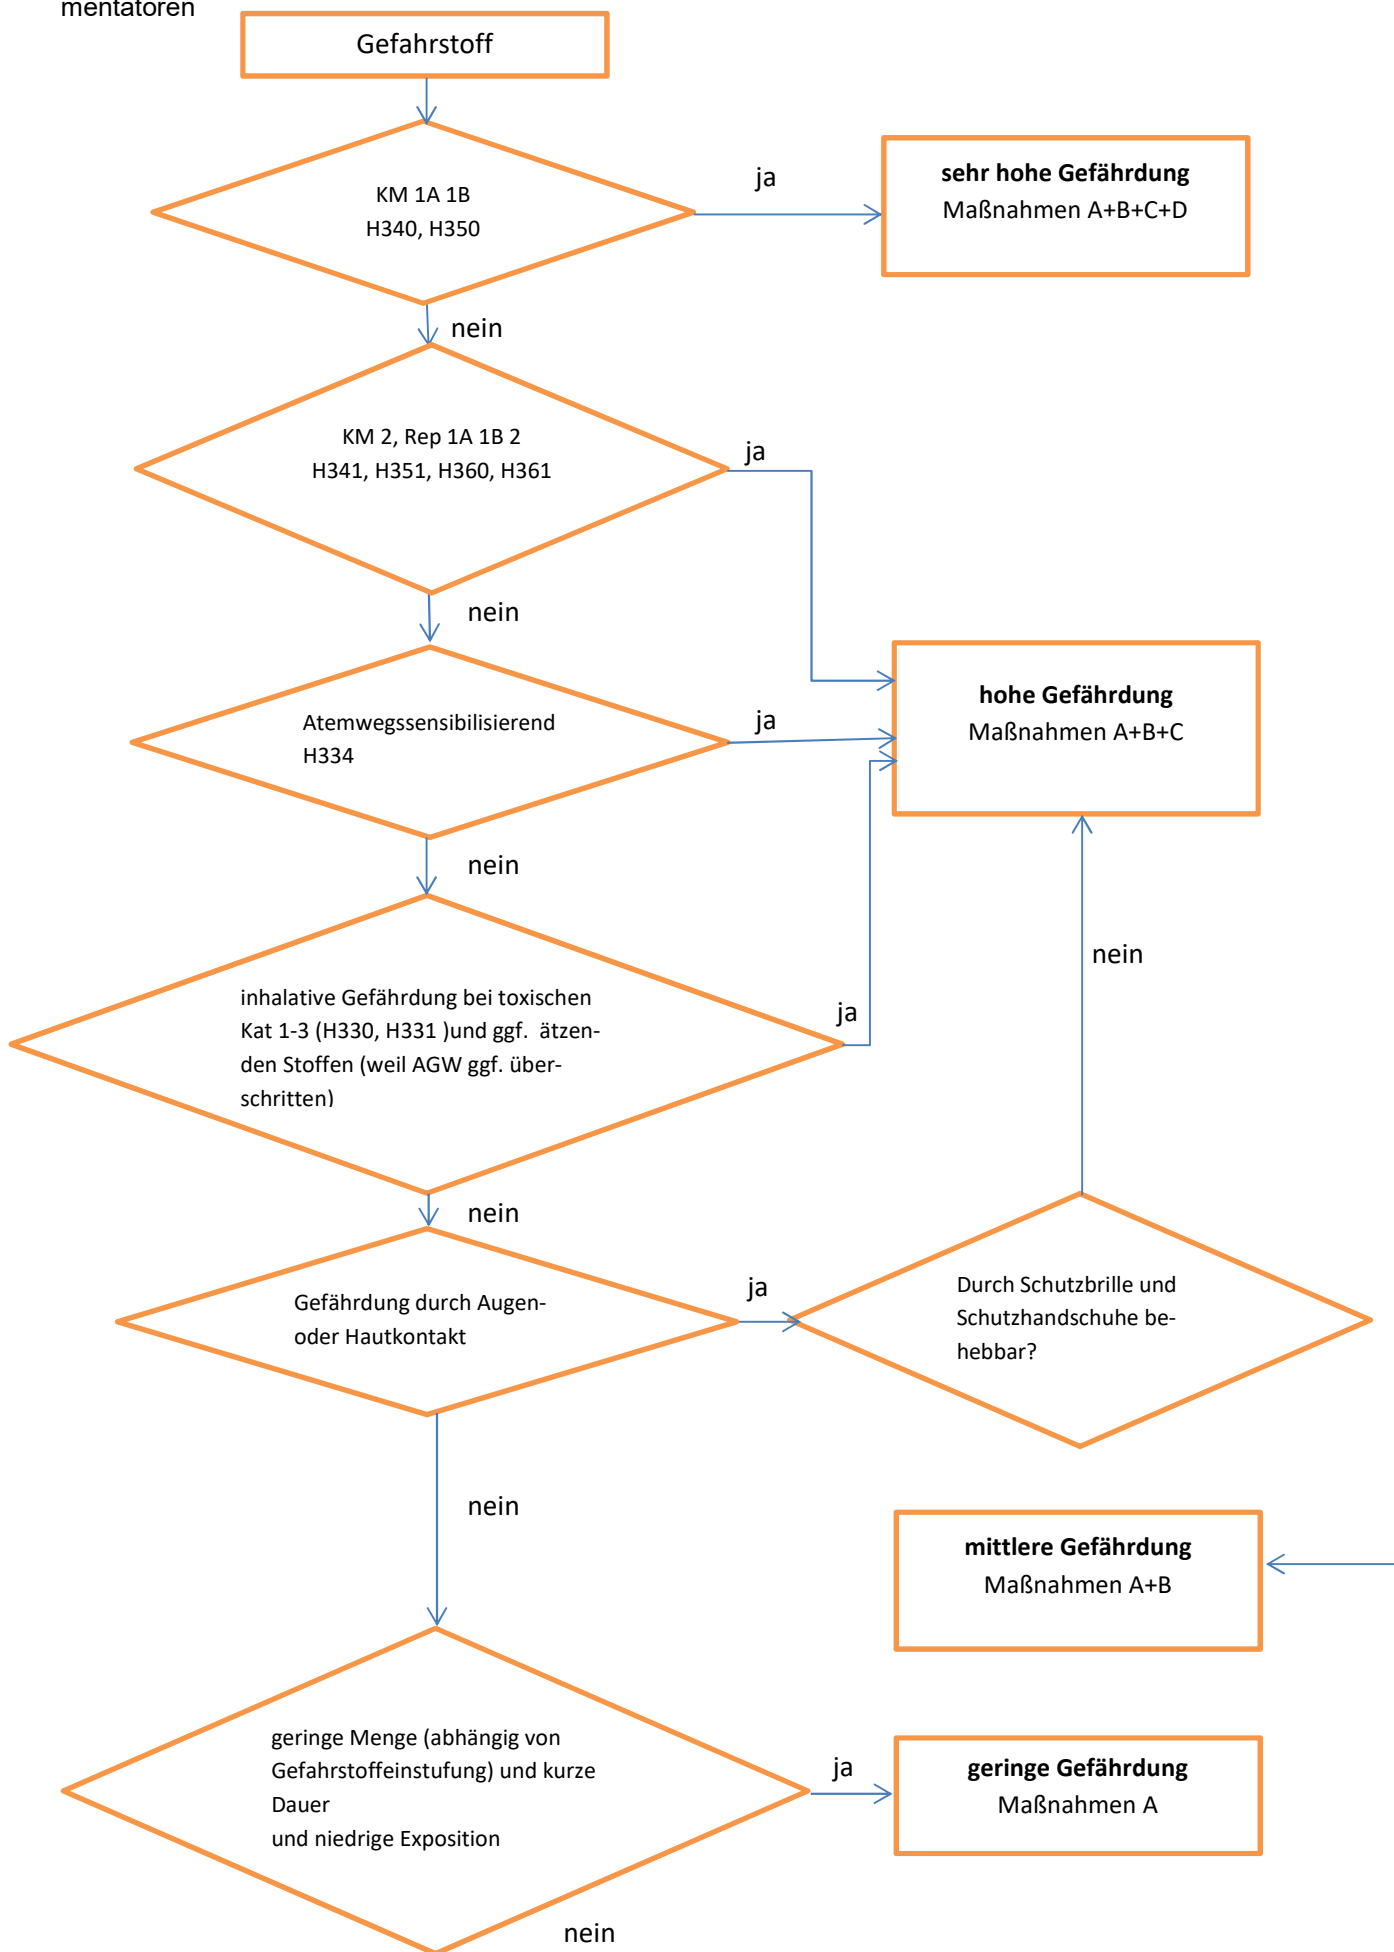 mentatoren
Gefahrstoff
KM 1A 1B
H340, H350
ja
sehr hohe Gefährdung
Maßnahmen A+B+C+D
nein
KM 2, Rep 1A 1B 2
H341, H351, H360, H361
ja
nein
Atemwegssensibilisierend
H334
ja
hohe Gefährdung
Maßnahmen A+B+C
nein
inhalative Gefährdung bei toxischen
Kat 1-3 (H330, H331 )und ggf. ätzen-
den Stoffen (weil AGW ggf. über-
schritten)
ja
nein
nein
Gefährdung durch Augen-
oder Hautkontakt
ja
Durch Schutzbrille und
Schutzhandschuhe be-
hebbar?
nein
mittlere Gefährdung
Maßnahmen A+B
geringe Menge (abhängig von
Gefahrstoffeinstufung) und kurze
Dauer
und niedrige Exposition
ja
geringe Gefährdung
Maßnahmen A
nein